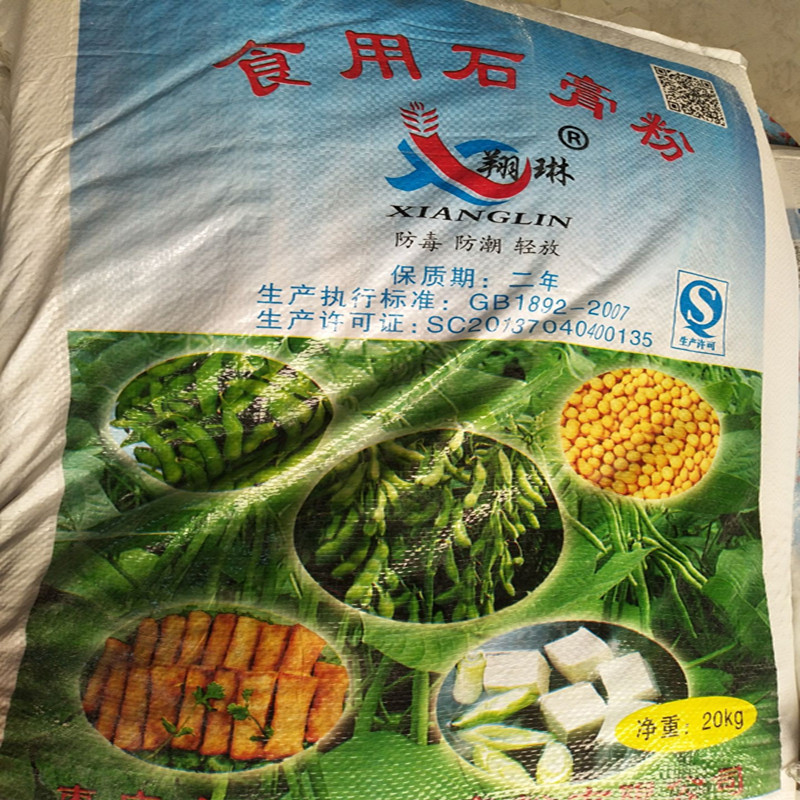 食用石膏粉
翔琳®
XIANGLIN
防毒 防潮 轻放
保质期：二年
生产执行标准：GB1892-2007
生产许可证：SC20137040400135
生产许可
净重：20kg